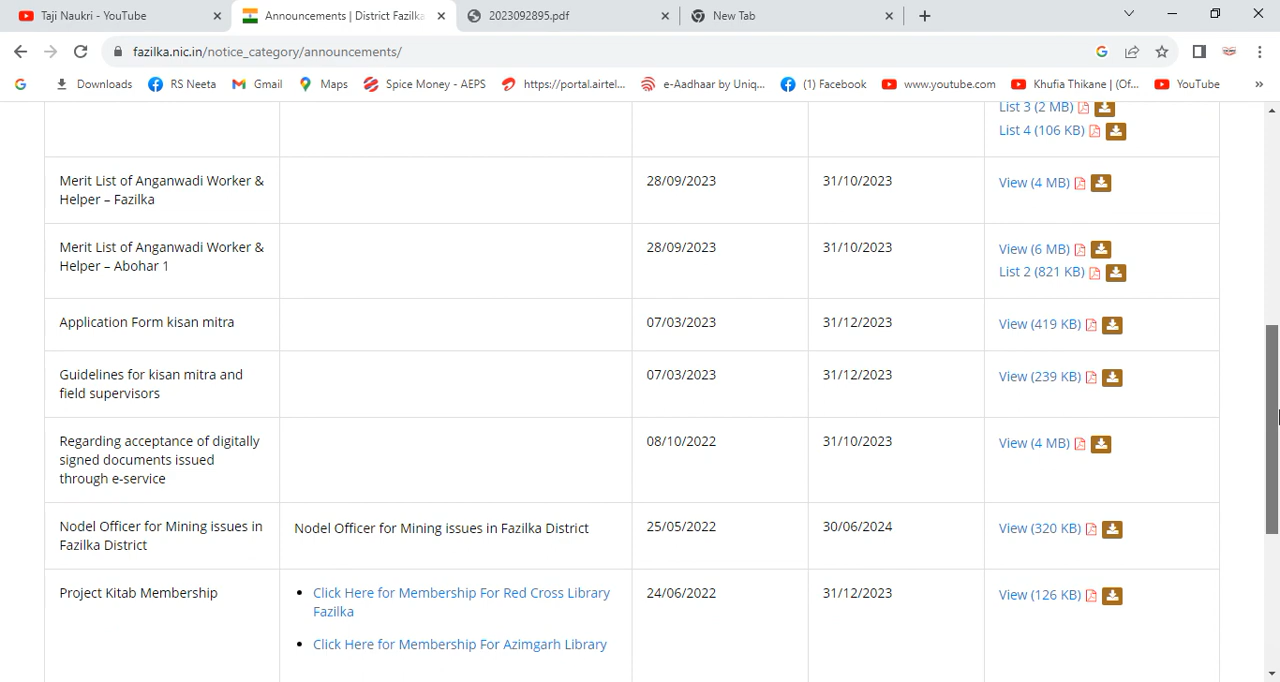 Taji Naukri - YouTube
Announcements | District Fazilka
2023092895.pdf
New Tab
fazilka.nic.in/notice_category/announcements/
Downloads
RS Neeta
Gmail
Maps
Spice Money - AEPS
https://portal.airtel...
e-Aadhaar by Uniq...
(1) Facebook
www.youtube.com
Khufia Thikane | (Of...
YouTube
»
List 3 (2 MB)
List 4 (106 KB)
Merit List of Anganwadi Worker &
Helper – Fazilka
28/09/2023
31/10/2023
View (4 MB)
Merit List of Anganwadi Worker &
Helper – Abohar 1
28/09/2023
31/10/2023
View (6 MB)
List 2 (821 KB)
Application Form kisan mitra
07/03/2023
31/12/2023
View (419 KB)
Guidelines for kisan mitra and
field supervisors
07/03/2023
31/12/2023
View (239 KB)
Regarding acceptance of digitally
signed documents issued
through e-service
08/10/2022
31/10/2023
View (4 MB)
Nodel Officer for Mining issues in
Fazilka District
Nodel Officer for Mining issues in Fazilka District
25/05/2022
30/06/2024
View (320 KB)
Project Kitab Membership
Click Here for Membership For Red Cross Library
Fazilka
Click Here for Membership For Azimgarh Library
24/06/2022
31/12/2023
View (126 KB)